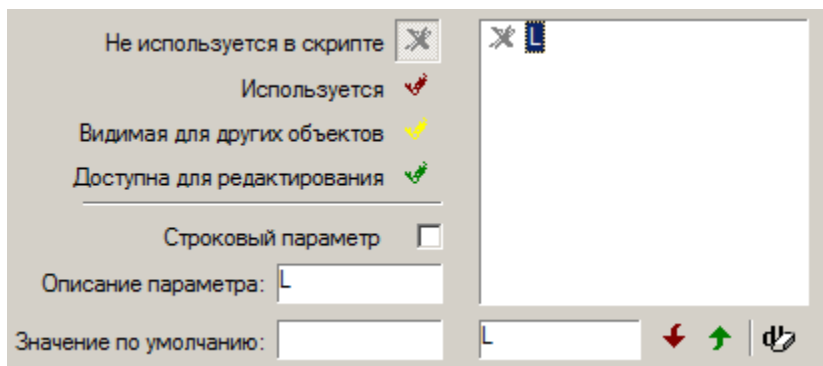 Не используется в скрипте
L
Используется
Видимая для других объектов
Доступна для редактирования
Строковый параметр
Описание параметра: L
Значение по умолчанию:
L